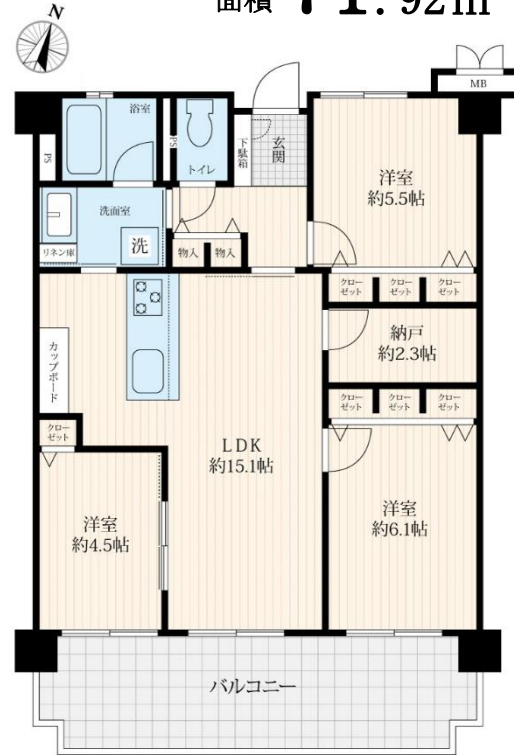 面積 71.92㎡
N
MB
浴室
PS
PS
トイレ
下駄箱
玄関
洋室
約5.5帖
洗面室
洗
リネン庫
物入
物入
クローゼット
クローゼット
クローゼット
カップボード
納戸
約2.3帖
クローゼット
クローゼット
クローゼット
クローゼット
LDK
約15.1帖
洋室
約4.5帖
洋室
約6.1帖
バルコニー